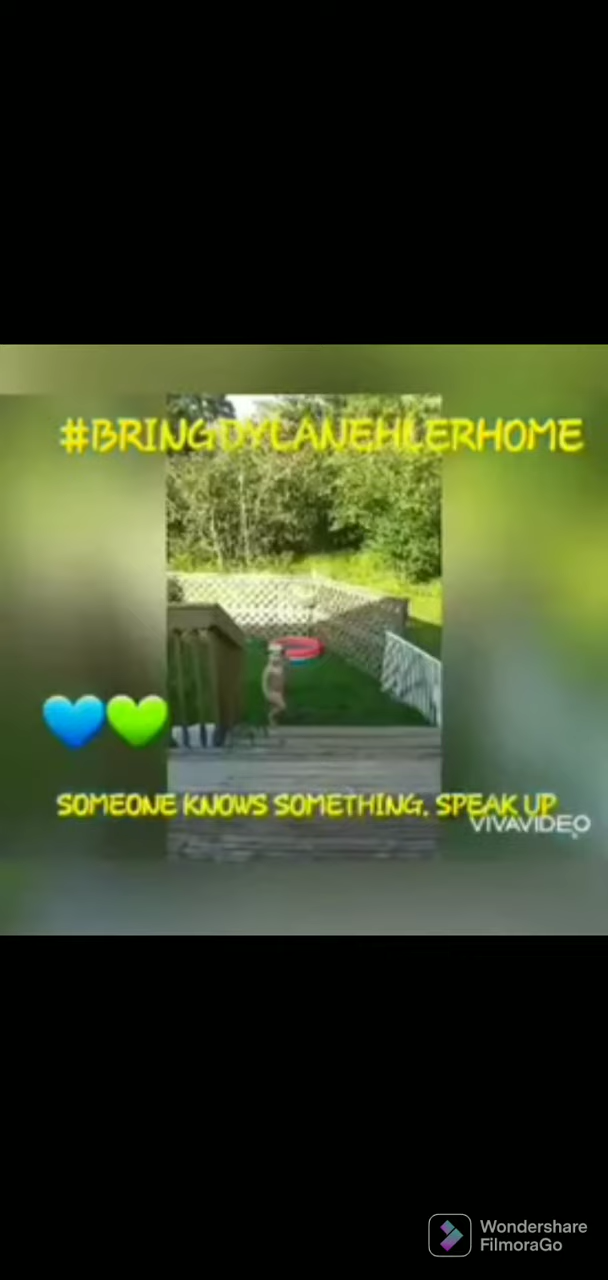 #BRINGDYLANEHLERHOME
SOMEONE KNOWS SOMETHING. SPEAK UP
VIVAVIDEO
Wondershare
FilmoraGo